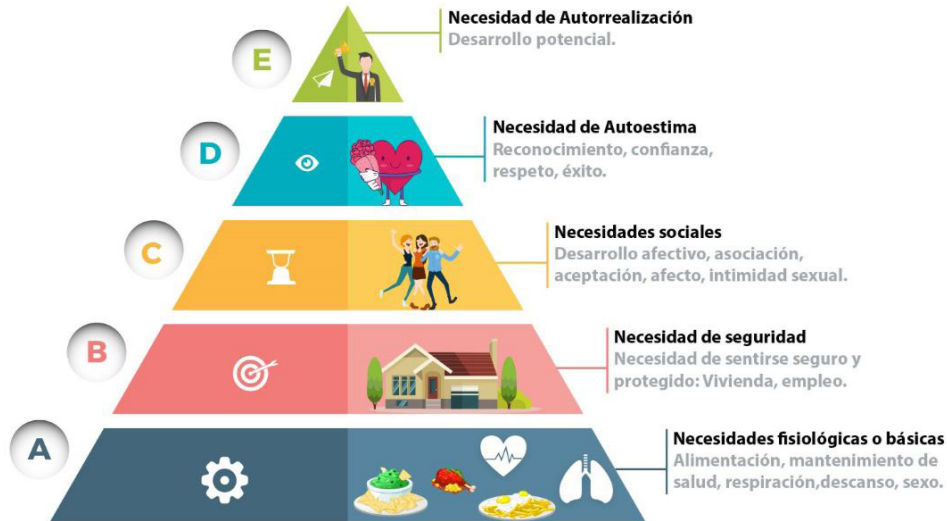 E
Necesidad de Autorrealización
Desarrollo potencial.
D
Necesidad de Autoestima
Reconocimiento, confianza,
respeto, éxito.
C
Necesidades sociales
Desarrollo afectivo, asociación,
aceptación, afecto, intimidad sexual.
B
Necesidad de seguridad
Necesidad de sentirse seguro y
protegido: Vivienda, empleo.
A
Necesidades fisiológicas o básicas
Alimentación, mantenimiento de
salud, respiración,descanso, sexo.